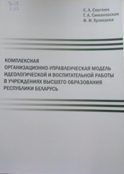 КОМПЛЕКСНАЯ
ОРГАНИЗАЦИОННО-УПРАВЛЕНЧЕСКАЯ МОДЕЛЬ
ИДЕОЛОГИЧЕСКОЙ И ВОСПИТАТЕЛЬНОЙ РАБОТЫ
В УЧРЕЖДЕНИЯХ ВЫСШЕГО ОБРАЗОВАНИЯ
РЕСПУБЛИКИ БЕЛАРУСЬ